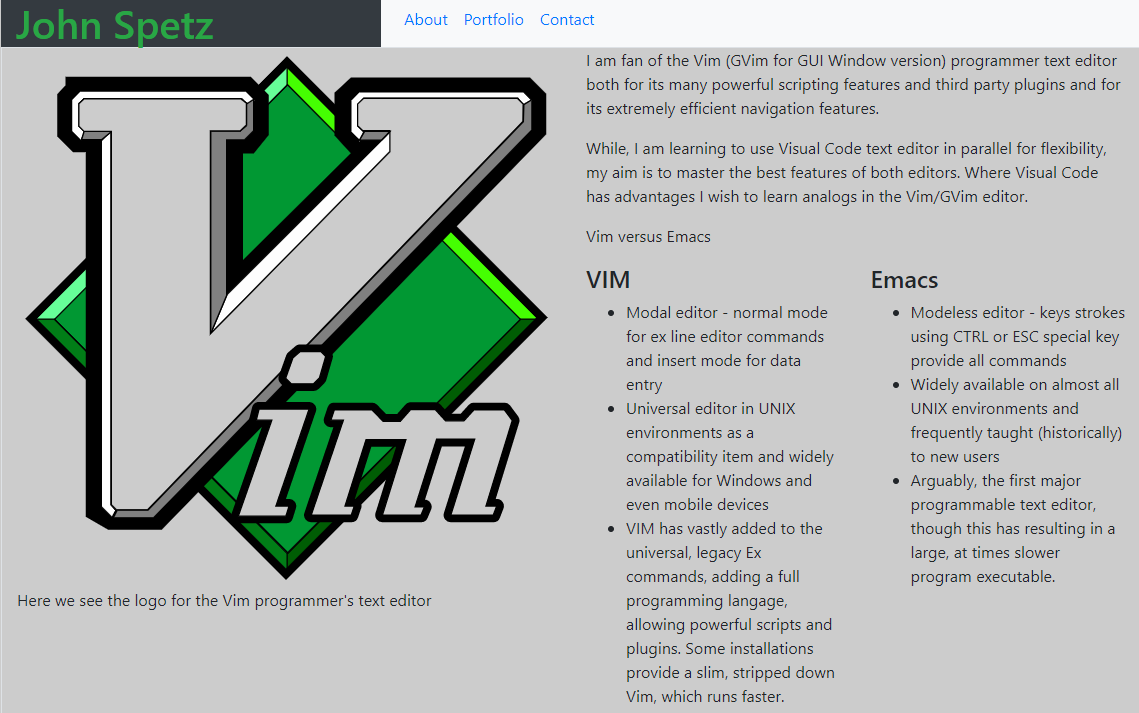 John Spetz
About Portfolio Contact
Vim
Here we see the logo for the Vim programmer's text editor
I am fan of the Vim (GVim for GUI Window version) programmer text editor
both for its many powerful scripting features and third party plugins and for
its extremely efficient navigation features.
While, I am learning to use Visual Code text editor in parallel for flexibility,
my aim is to master the best features of both editors. Where Visual Code
has advantages I wish to learn analogs in the Vim/GVim editor.
Vim versus Emacs
VIM
Modal editor - normal mode
for ex line editor commands
and insert mode for data
entry
Universal editor in UNIX
environments as a
compatibility item and widely
available for Windows and
even mobile devices
VIM has vastly added to the
universal, legacy Ex
commands, adding a full
programming langage,
allowing powerful scripts and
plugins. Some installations
provide a slim, stripped down
Vim, which runs faster.
Emacs
Modeless editor - keys strokes
using CTRL or ESC special key
provide all commands
Widely available on almost all
UNIX environments and
frequently taught (historically)
to new users
Arguably, the first major
programmable text editor,
though this has resulting in a
large, at times slower
program executable.